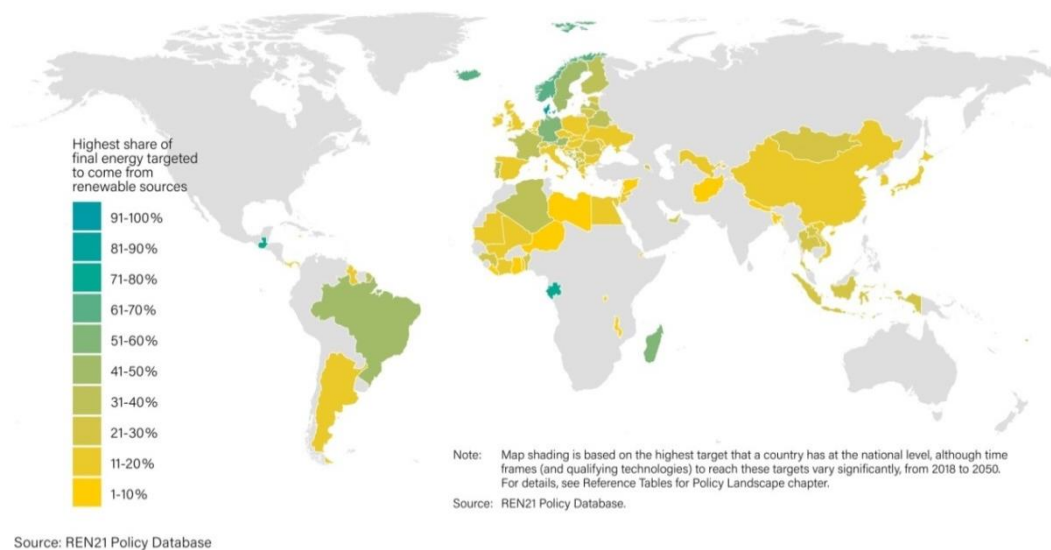 Highest share of
final energy targeted
to come from
renewable sources
91-100%
81-90%
71-80%
61-70%
51-60%
41-50%
31-40%
21-30%
11-20%
1-10%
Note: Map shading is based on the highest target that a country has at the national level, although time
frames (and qualifying technologies) to reach these targets vary significantly, from 2018 to 2050.
For details, see Reference Tables for Policy Landscape chapter.
Source: REN21 Policy Database.
Source: REN21 Policy Database